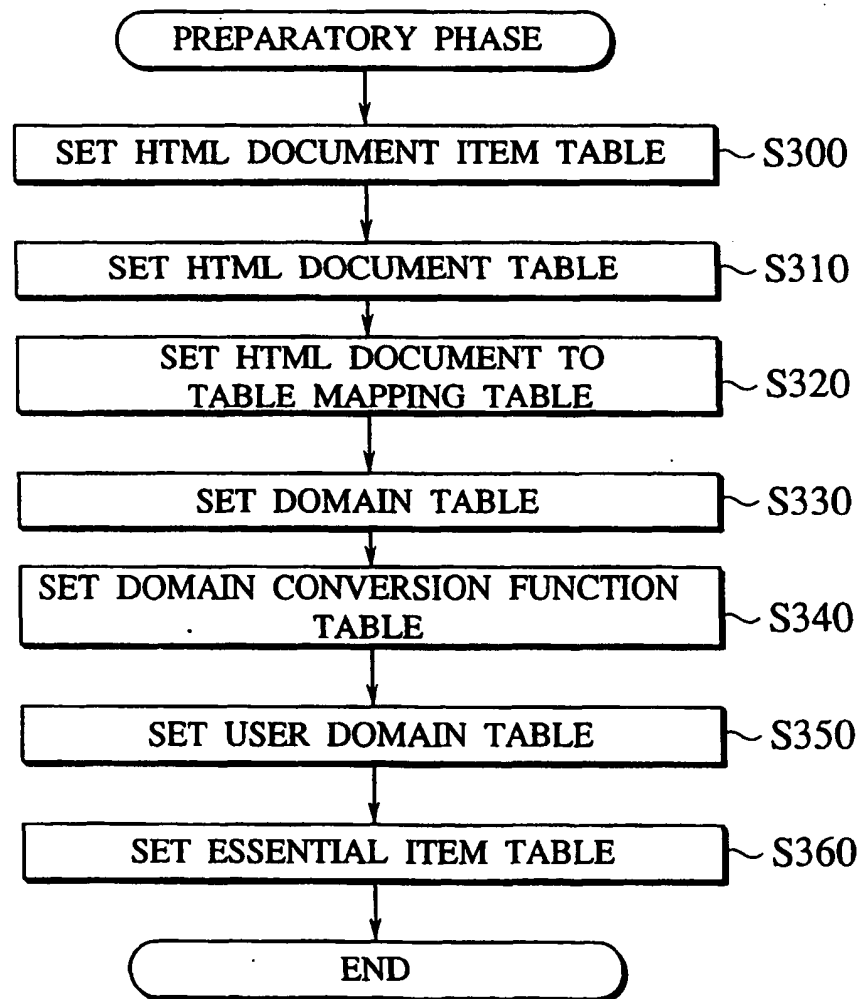 PREPARATORY PHASE
SET HTML DOCUMENT ITEM TABLE
S300
SET HTML DOCUMENT TABLE
S310
SET HTML DOCUMENT TO
TABLE MAPPING TABLE
S320
SET DOMAIN TABLE
S330
SET DOMAIN CONVERSION FUNCTION
TABLE
S340
SET USER DOMAIN TABLE
S350
SET ESSENTIAL ITEM TABLE
S360
END